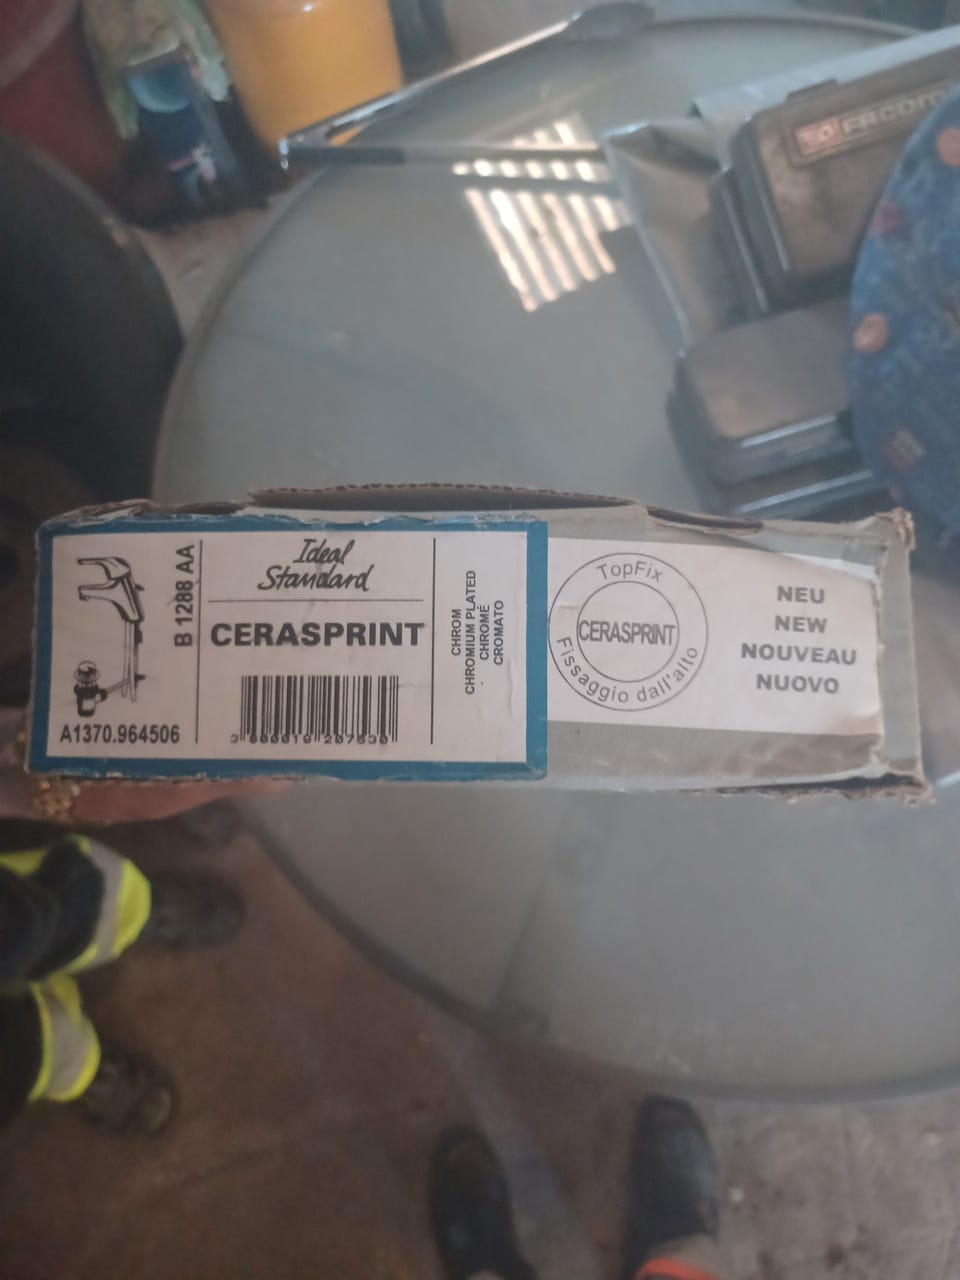 FACOM
B 1288 AA
Ideal
Standard
CERASPRINT
A1370.964506
CHROM
CHROMIUM PLATED
CHROMÉ
CROMATO
TopFix
CERASPRINT
Fissaggio dall'alto
NEU
NEW
NOUVEAU
NUOVO